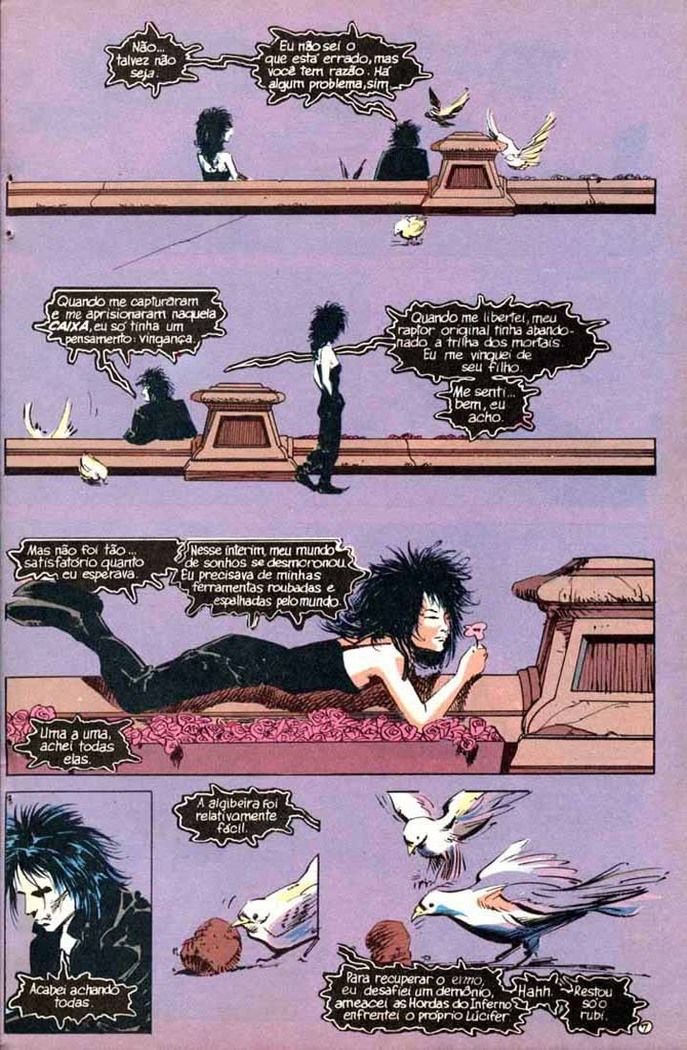 Não...
talvez não
seja.
Eu não sei o
que está errado, mas
você tem razão. Há
algum problema, sim.
Quando me capturaram
e me aprisionaram naquela
CAIXA, eu só tinha um
pensamento: vingança.
Quando me libertei, meu
raptor original tinha abando-
nado a trilha dos mortais.
Eu me vinguei de
seu filho.
Me senti...
bem, eu
acho.
Mas não foi tão...
satisfatório quanto
eu esperava.
Nesse ínterim, meu mundo
de sonhos se desmoronou.
Eu precisava de minhas
ferramentas roubadas e
espalhadas pelo mundo.
Uma a uma,
achei todas
elas.
Acabei achando
todas.
A algibeira foi
relativamente
fácil.
Para recuperar o elmo,
eu desafiei um demônio,
ameacei as Hordas do Inferno
enfrentei o próprio Lúcifer
Hahh.
Restou
só o
rubi.
7